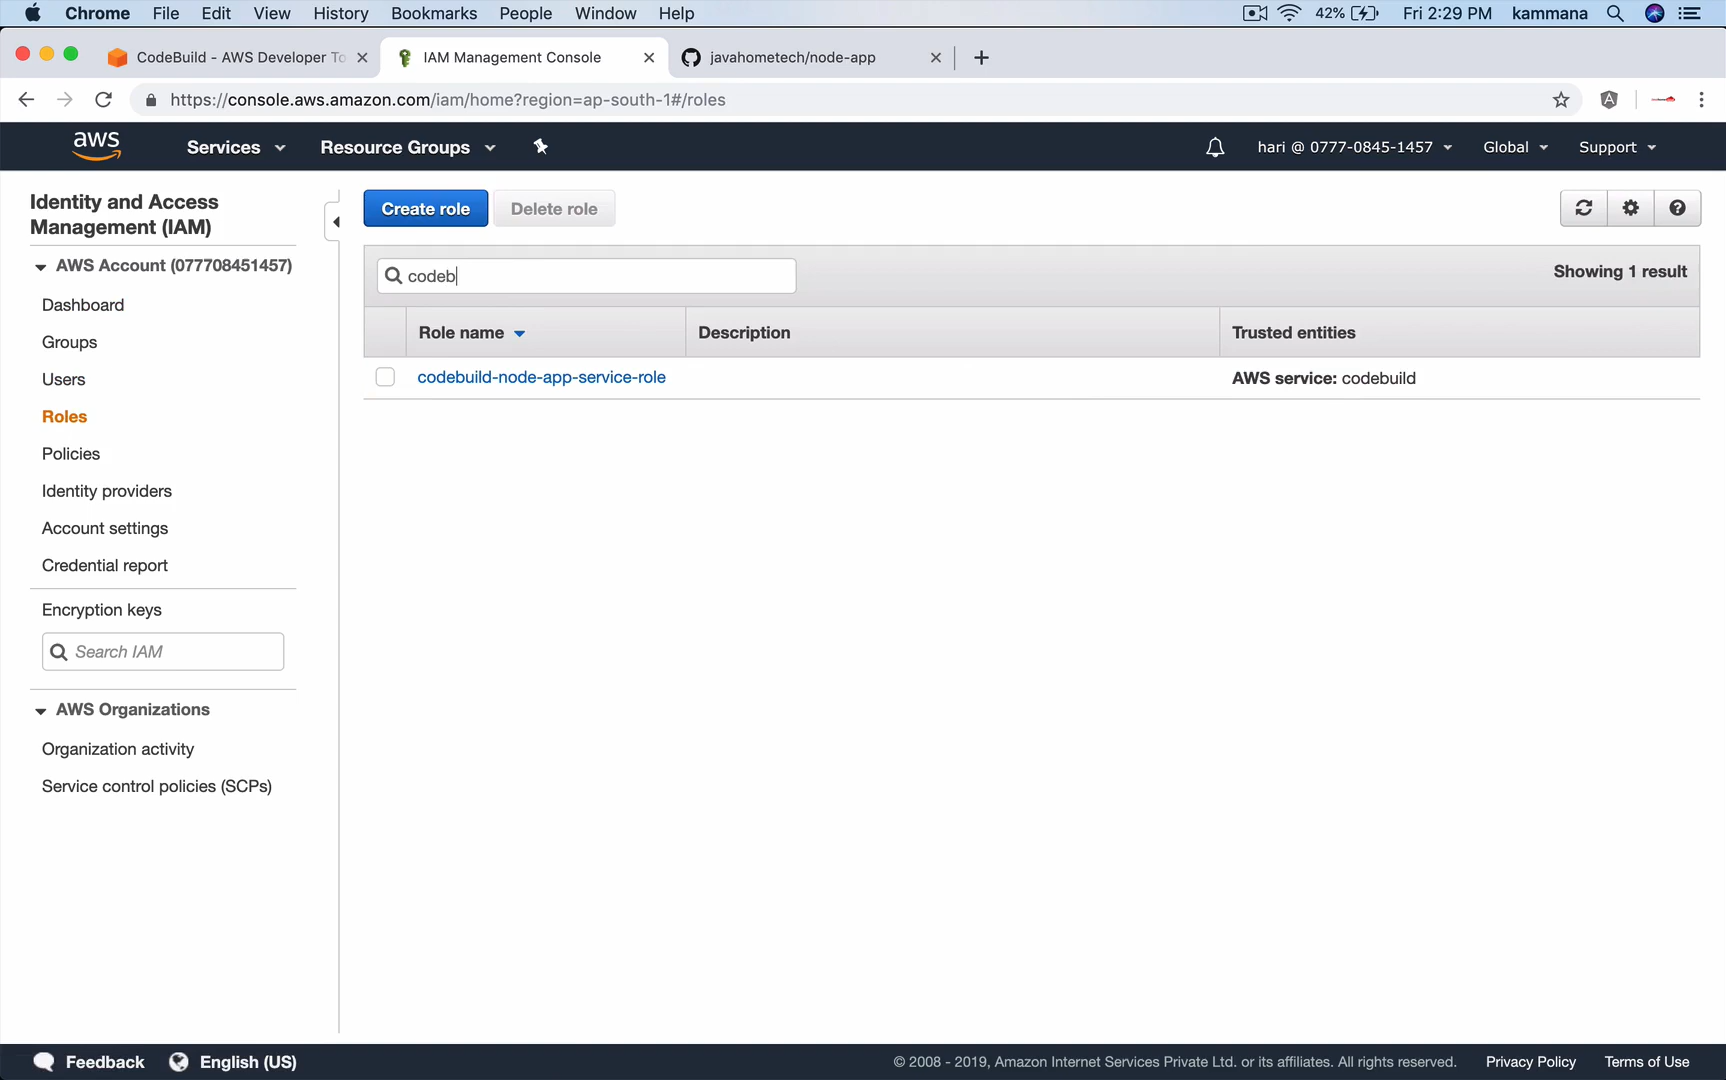 Chrome File Edit View History Bookmarks People Window Help 42% Fri 2:29 PM kammana
CodeBuild - AWS Developer To IAM Management Console javahometech/node-app
https://console.aws.amazon.com/iam/home?region=ap-south-1#/roles
aws Services Resource Groups hari @ 0777-0845-1457 Global Support
Identity and Access
Management (IAM)
AWS Account (077708451457)
Dashboard
Groups
Users
Roles
Policies
Identity providers
Account settings
Credential report
Encryption keys
Search IAM
AWS Organizations
Organization activity
Service control policies (SCPs)
Create role Delete role
codeb Showing 1 result
Role name Description Trusted entities
codebuild-node-app-service-role AWS service: codebuild
Feedback English (US) © 2008 - 2019, Amazon Internet Services Private Ltd. or its affiliates. All rights reserved. Privacy Policy Terms of Use